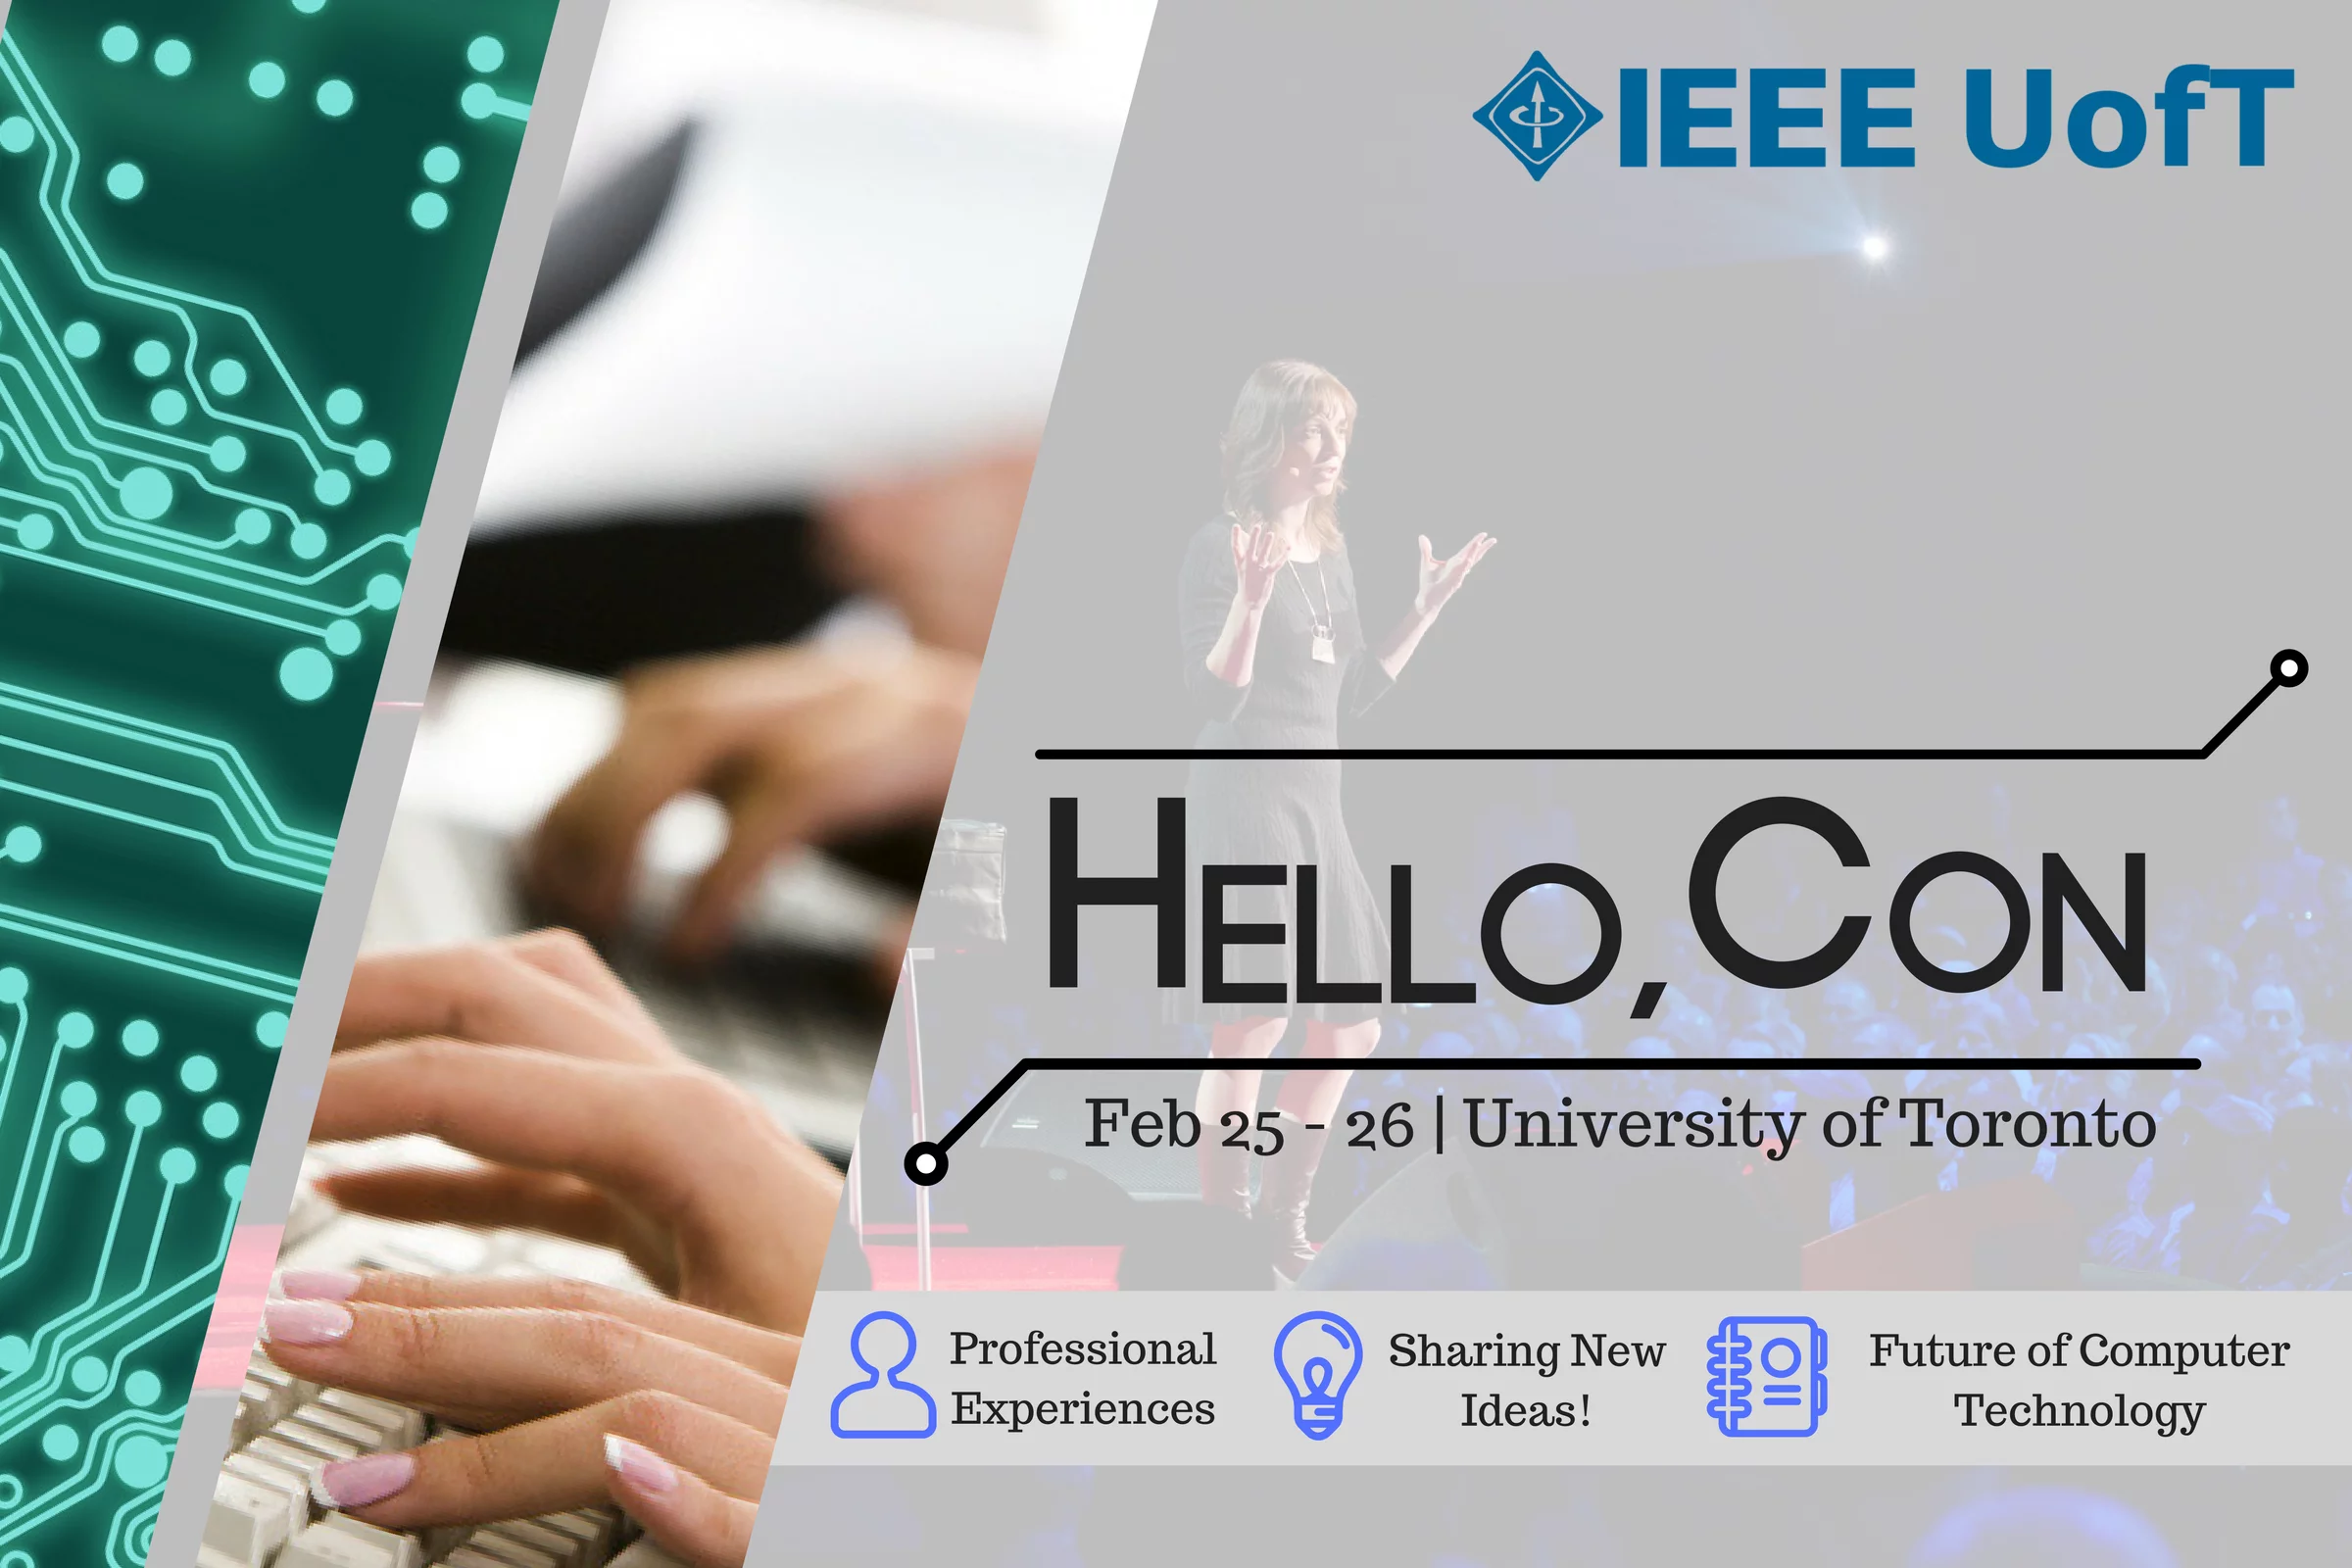 IEEE UofT
Hello, Con
Feb 25 - 26 | University of Toronto
Professional
Experiences
Sharing New
Ideas!
Future of Computer
Technology